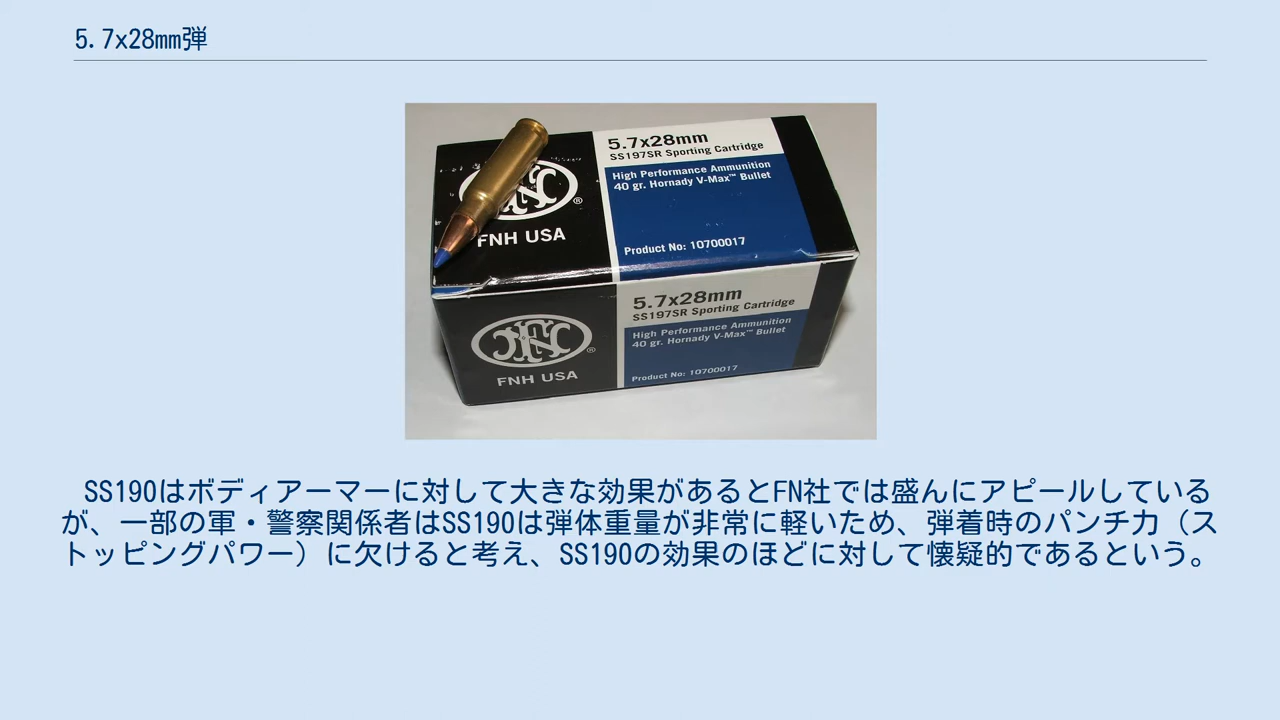 5.7x28mm弾
5.7x28mm
SS197SR Sporting Cartridge
High Performance Ammunition
40 gr. Hornady V-Max™ Bullet
FN
®
FNH USA
Product No: 10700017
5.7x28mm
SS197SR Sporting Cartridge
High Performance Ammunition
40 gr. Hornady V-Max™ Bullet
FN
®
FNH USA
Product No: 10700017
SS190はボディアーマーに対して大きな効果があるとFN社では盛んにアピールしている
が、一部の軍・警察関係者はSS190は弾体重量が非常に軽いため、弾着時のパンチ力（ス
トッピングパワー）に欠けると考え、SS190の効果のほどに対して懐疑的であるという。